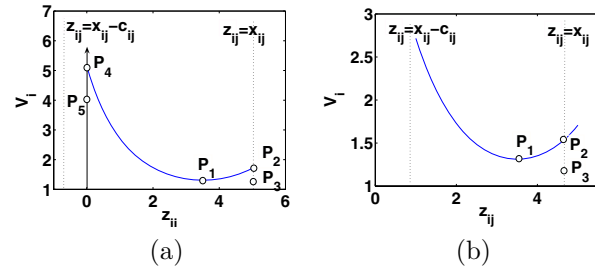 7
6
5
4
3
2
1
V_i
z_ij=x_ij-c_ij
z_ij=x_ij
P_4
P_5
P_1
P_2
P_3
-2 0 2 4 6
z_ii
(a)
3
2.5
2
1.5
1
V_i
z_ij=x_ij-c_ij
z_ij=x_ij
P_1
P_2
P_3
0 2 4
z_ij
(b)